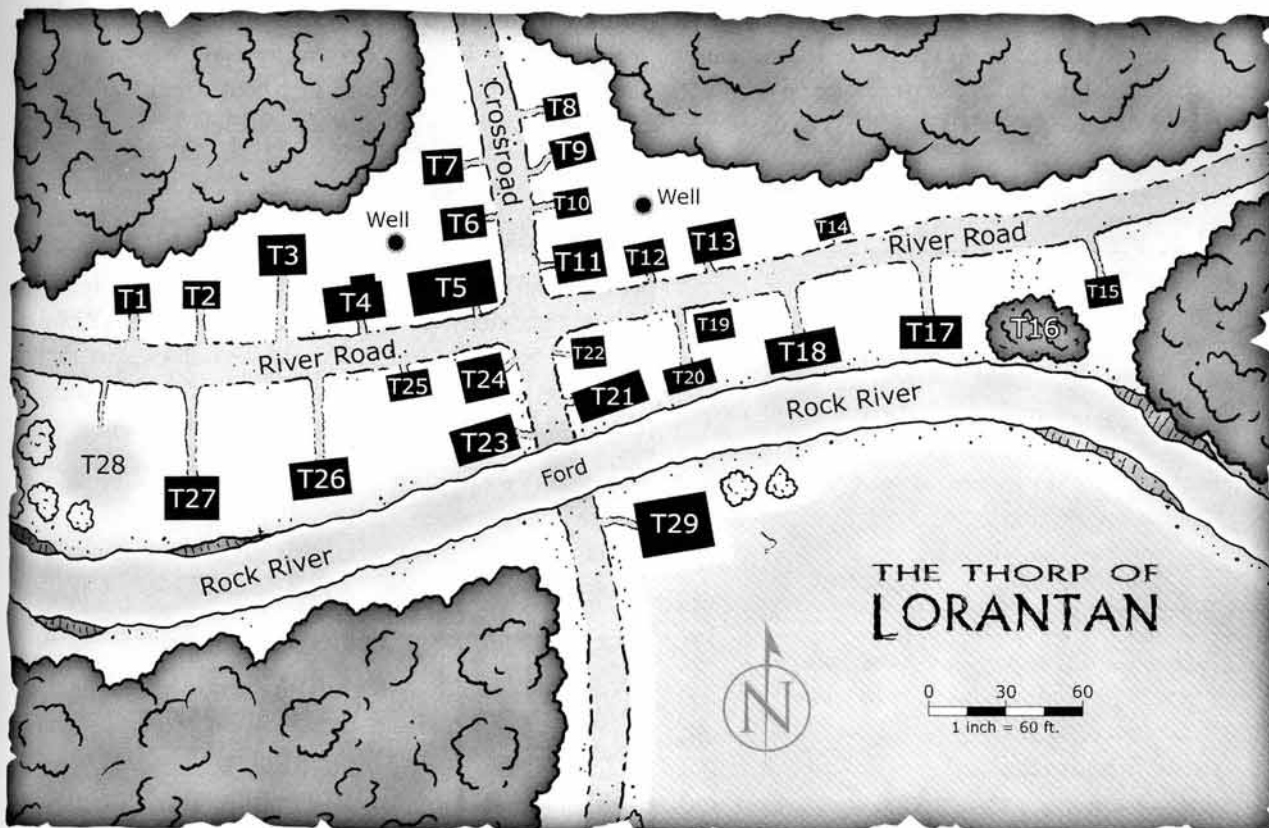 Crossroad
T8
T9
T7
T10
Well
T6
Well
T14
T3
T11
T12
T13
River Road
T1
T2
T4
T5
T15
T16
T17
T19
T18
River Road
T22
T24
T25
T20
T21
Rock River
T23
T28
T26
T27
Ford
T29
Rock River
THE THORP OF
LORANTAN
N
0 30 60
1 inch = 60 ft.